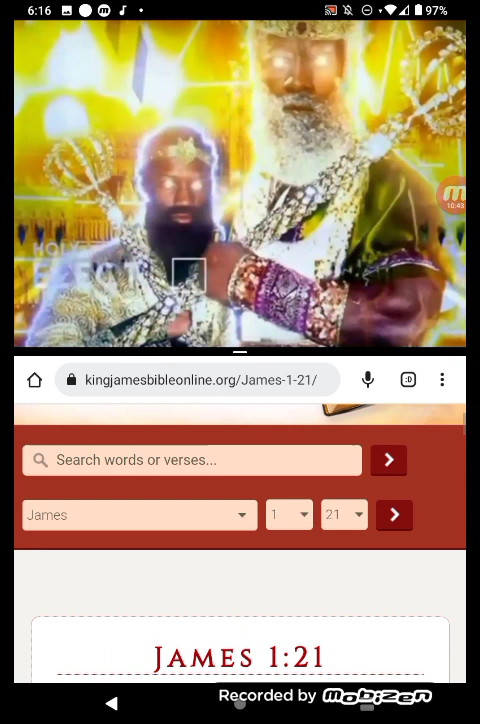 6:16
97%
10:43
HOLY
ELECT
kingjamesbibleonline.org/James-1-21/
:D
Search words or verses...
James
1
21
JAMES 1:21
Recorded by mobizen